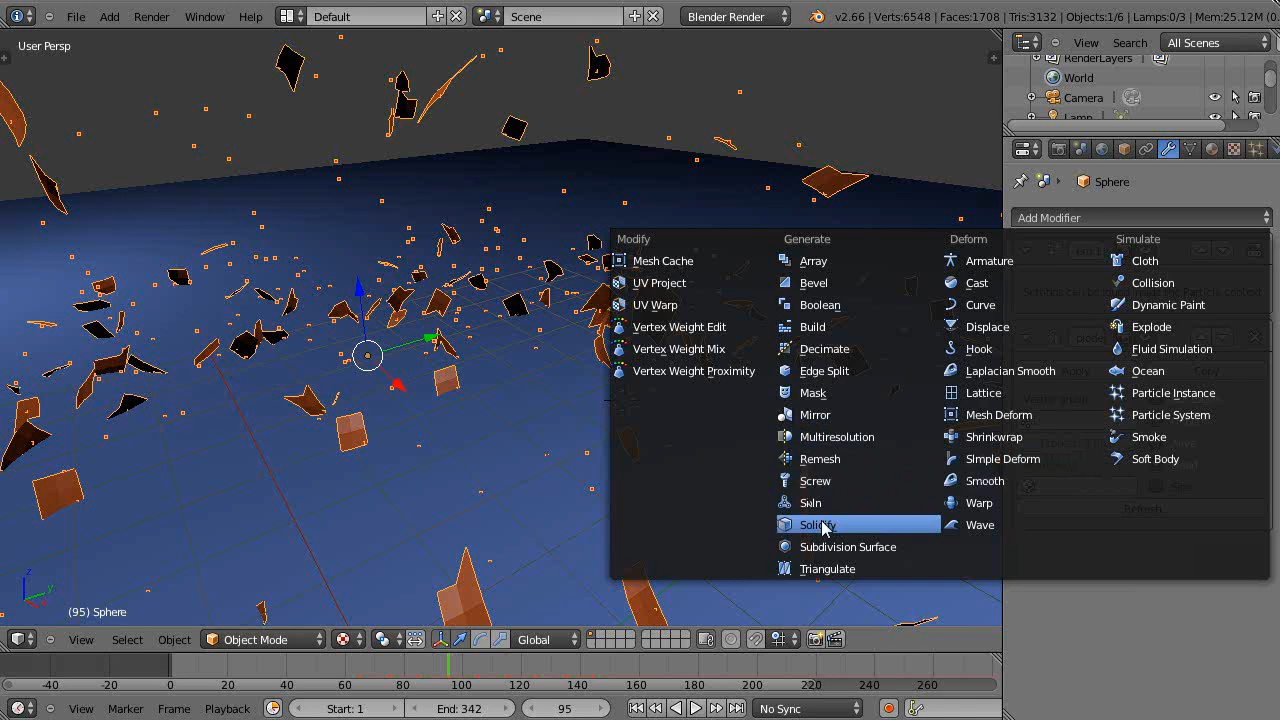 File Add Render Window Help Default Scene Blender Render v2.66 | Verts:6548 | Faces:1708 | Tris:3132 | Objects:1/6 | Lamps:0/3 | Mem:25.12M (0.
User Persp
View Search All Scenes
RenderLayers
World
Camera
Lamp
Sphere
Add Modifier
Modify Generate Deform Simulate
Mesh Cache Array Armature Cloth
UV Project Bevel Cast Collision
UV Warp Boolean Curve Dynamic Paint
Vertex Weight Edit Build Displace Explode
Vertex Weight Mix Decimate Hook Fluid Simulation
Vertex Weight Proximity Edge Split Laplacian Smooth Ocean
Mask Lattice Particle Instance
Mirror Mesh Deform Particle System
Multiresolution Shrinkwrap Smoke
Remesh SImple Deform Soft Body
Screw Smooth
Skin Warp
Solidify Wave
Subdivision Surface
Triangulate
z
y
(95) Sphere
View Select Object Object Mode Global
-40 -20 0 20 40 60 80 100 120 140 160 180 200 220 240 260
View Marker Frame Playback Start: 1 End: 342 95 No Sync